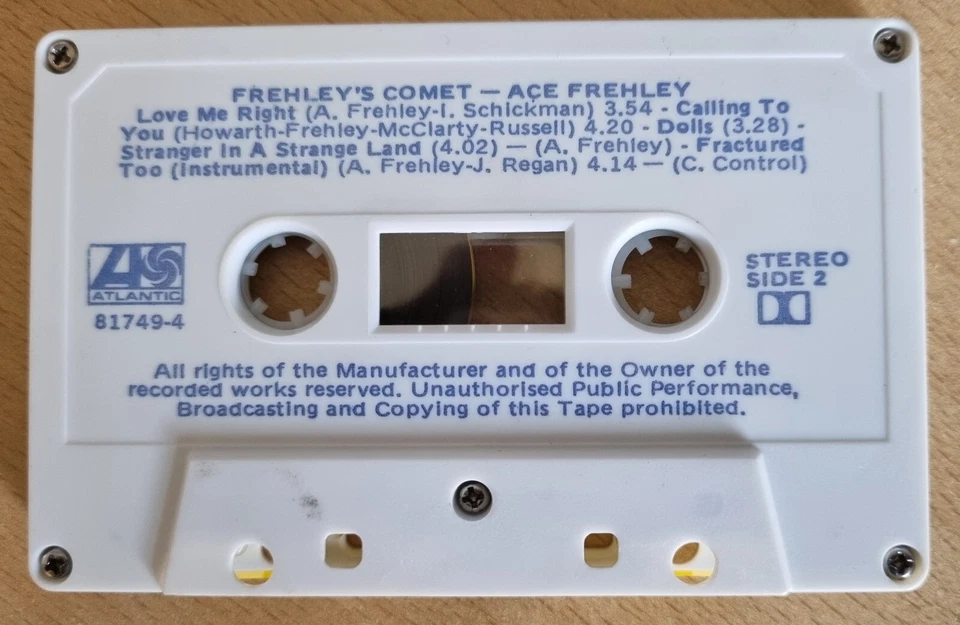 FREHLEY'S COMET — ACE FREHLEY
Love Me Right (A. Frehley-I. Schickman) 3.54 - Calling To
You (Howarth-Frehley-McClarty-Russell) 4.20 - Dolls (3.28) -
Stranger In A Strange Land (4.02) — (A. Frehley) - Fractured
Too (Instrumental) (A. Frehley-J. Regan) 4.14 — (C. Control)
ATLANTIC
81749-4
STEREO
SIDE 2
All rights of the Manufacturer and of the Owner of the
recorded works reserved. Unauthorised Public Performance,
Broadcasting and Copying of this Tape prohibited.